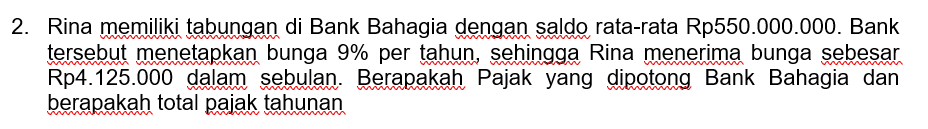 2. Rina memiliki tabungan di Bank Bahagia dengan saldo rata-rata Rp550.000.000. Bank
tersebut menetapkan bunga 9% per tahun, sehingga Rina menerima bunga sebesar
Rp4.125.000 dalam sebulan. Berapakah Pajak yang dipotong Bank Bahagia dan
berapakah total pajak tahunan